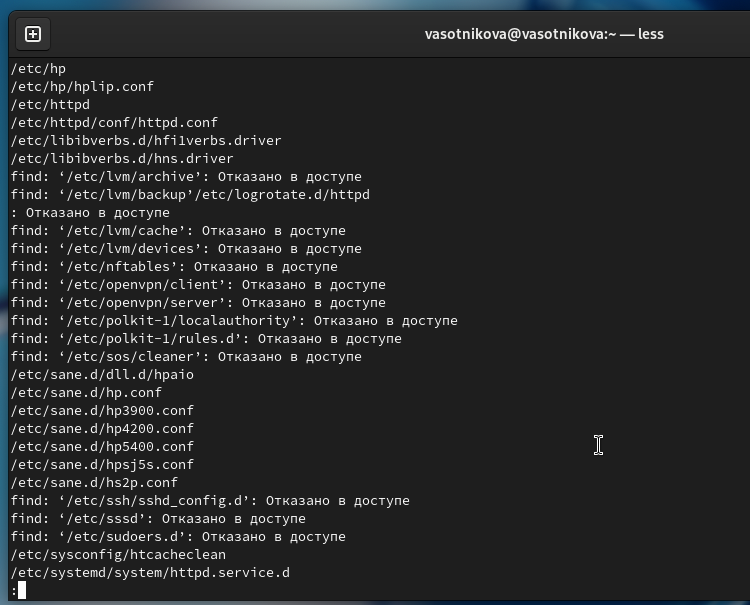 vasotnikova@vasotnikova:~ — less
/etc/hp
/etc/hp/hplip.conf
/etc/httpd
/etc/httpd/conf/httpd.conf
/etc/libibverbs.d/hfi1verbs.driver
/etc/libibverbs.d/hns.driver
find: ‘/etc/lvm/archive’: Отказано в доступе
find: ‘/etc/lvm/backup’/etc/logrotate.d/httpd
: Отказано в доступе
find: ‘/etc/lvm/cache’: Отказано в доступе
find: ‘/etc/lvm/devices’: Отказано в доступе
find: ‘/etc/nftables’: Отказано в доступе
find: ‘/etc/openvpn/client’: Отказано в доступе
find: ‘/etc/openvpn/server’: Отказано в доступе
find: ‘/etc/polkit-1/localauthority’: Отказано в доступе
find: ‘/etc/polkit-1/rules.d’: Отказано в доступе
find: ‘/etc/sos/cleaner’: Отказано в доступе
/etc/sane.d/dll.d/hpaio
/etc/sane.d/hp.conf
/etc/sane.d/hp3900.conf
/etc/sane.d/hp4200.conf
/etc/sane.d/hp5400.conf
/etc/sane.d/hpsj5s.conf
/etc/sane.d/hs2p.conf
find: ‘/etc/ssh/sshd_config.d’: Отказано в доступе
find: ‘/etc/sssd’: Отказано в доступе
find: ‘/etc/sudoers.d’: Отказано в доступе
/etc/sysconfig/htcacheclean
/etc/systemd/system/httpd.service.d
: